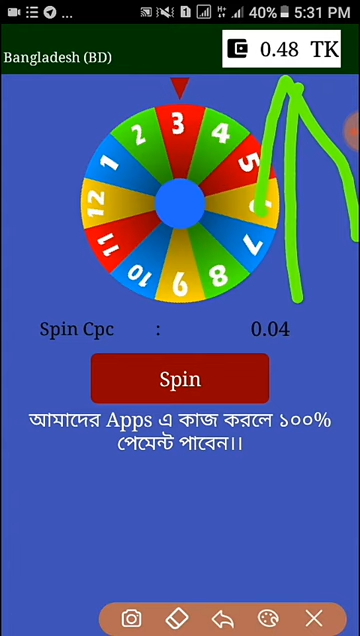 40% 5:31 PM
Bangladesh (BD)
0.48 TK
3
2 4
1 5
12
11 7
10 8
9
Spin Cpc : 0.04
Spin
আমাদের Apps এ কাজ করলে ১০০%
পেমেন্ট পাবেন।।